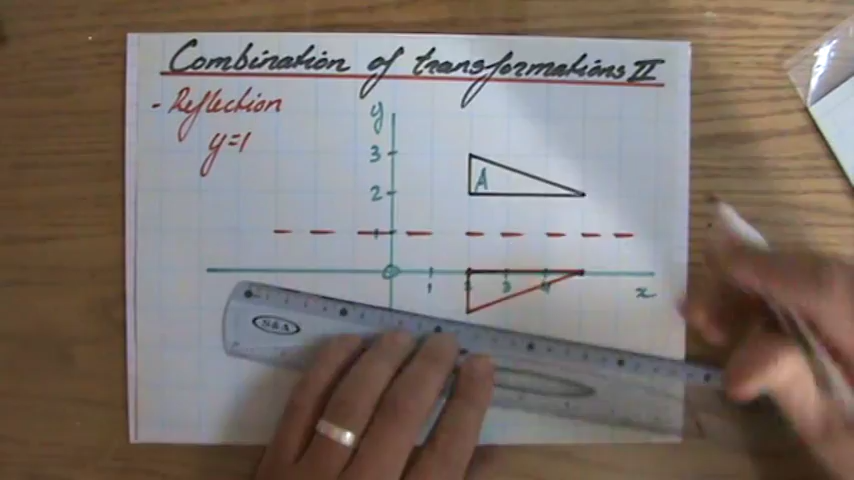 Combination of transformations II
- Reflection
y=1
y
3
A
2
1
0
1 2 3 4
x
S&A